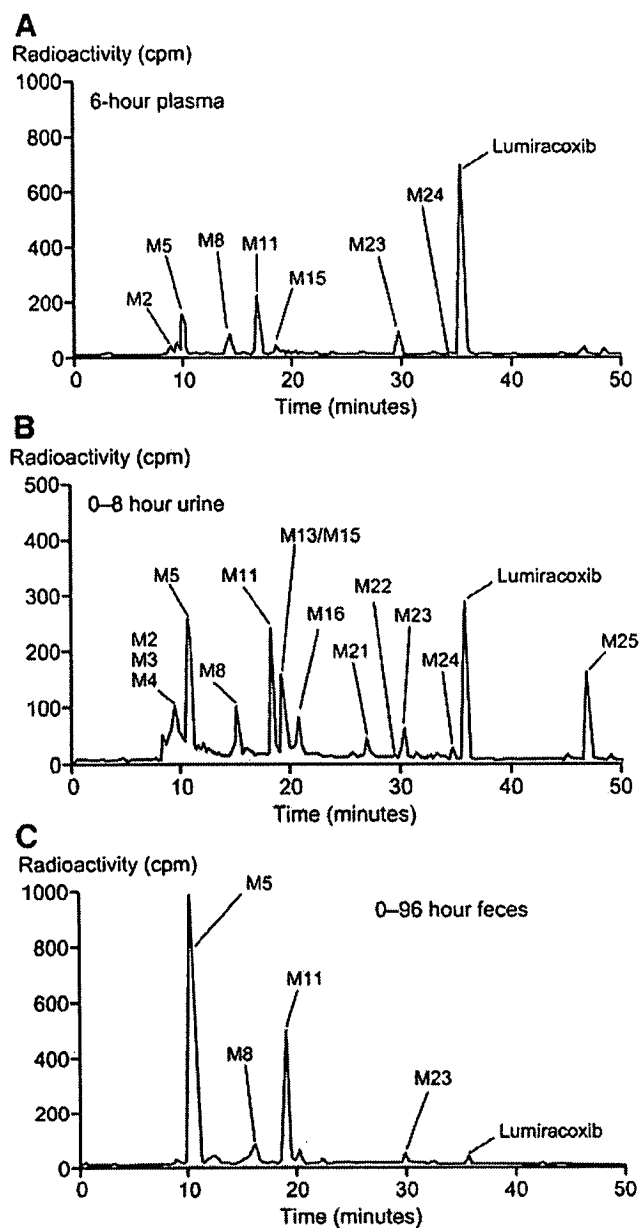 A
Radioactivity (cpm)
1000
6-hour plasma
800
Lumiracoxib
600
M24
400
M5
M8
M11
M23
M15
200
M2
0
0 10 20 30 40 50
Time (minutes)
B
Radioactivity (cpm)
500
0–8 hour urine
400
M13/M15
300
M5
M11
M22
Lumiracoxib
M16
M23
200
M2
M3
M4
M8
M21
M24
M25
100
0
0 10 20 30 40 50
Time (minutes)
C
Radioactivity (cpm)
1000
M5
0–96 hour feces
800
600
M11
400
M8
M23
200
Lumiracoxib
0
0 10 20 30 40 50
Time (minutes)